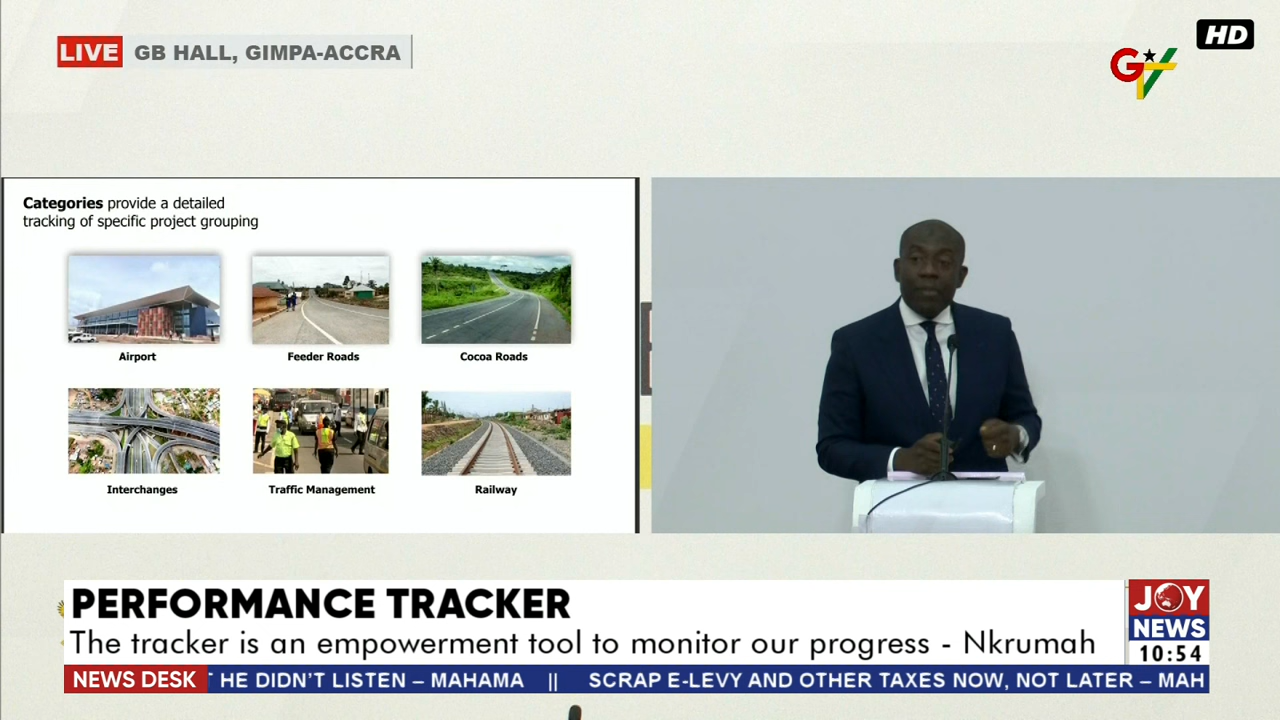 LIVE GB HALL, GIMPA-ACCRA
HD
GTV
Categories provide a detailed
tracking of specific project grouping
Airport
Feeder Roads
Cocoa Roads
Interchanges
Traffic Management
Railway
PERFORMANCE TRACKER
The tracker is an empowerment tool to monitor our progress - Nkrumah
JOY
NEWS
10:54
NEWS DESK T HE DIDN'T LISTEN – MAHAMA || SCRAP E-LEVY AND OTHER TAXES NOW, NOT LATER – MAH